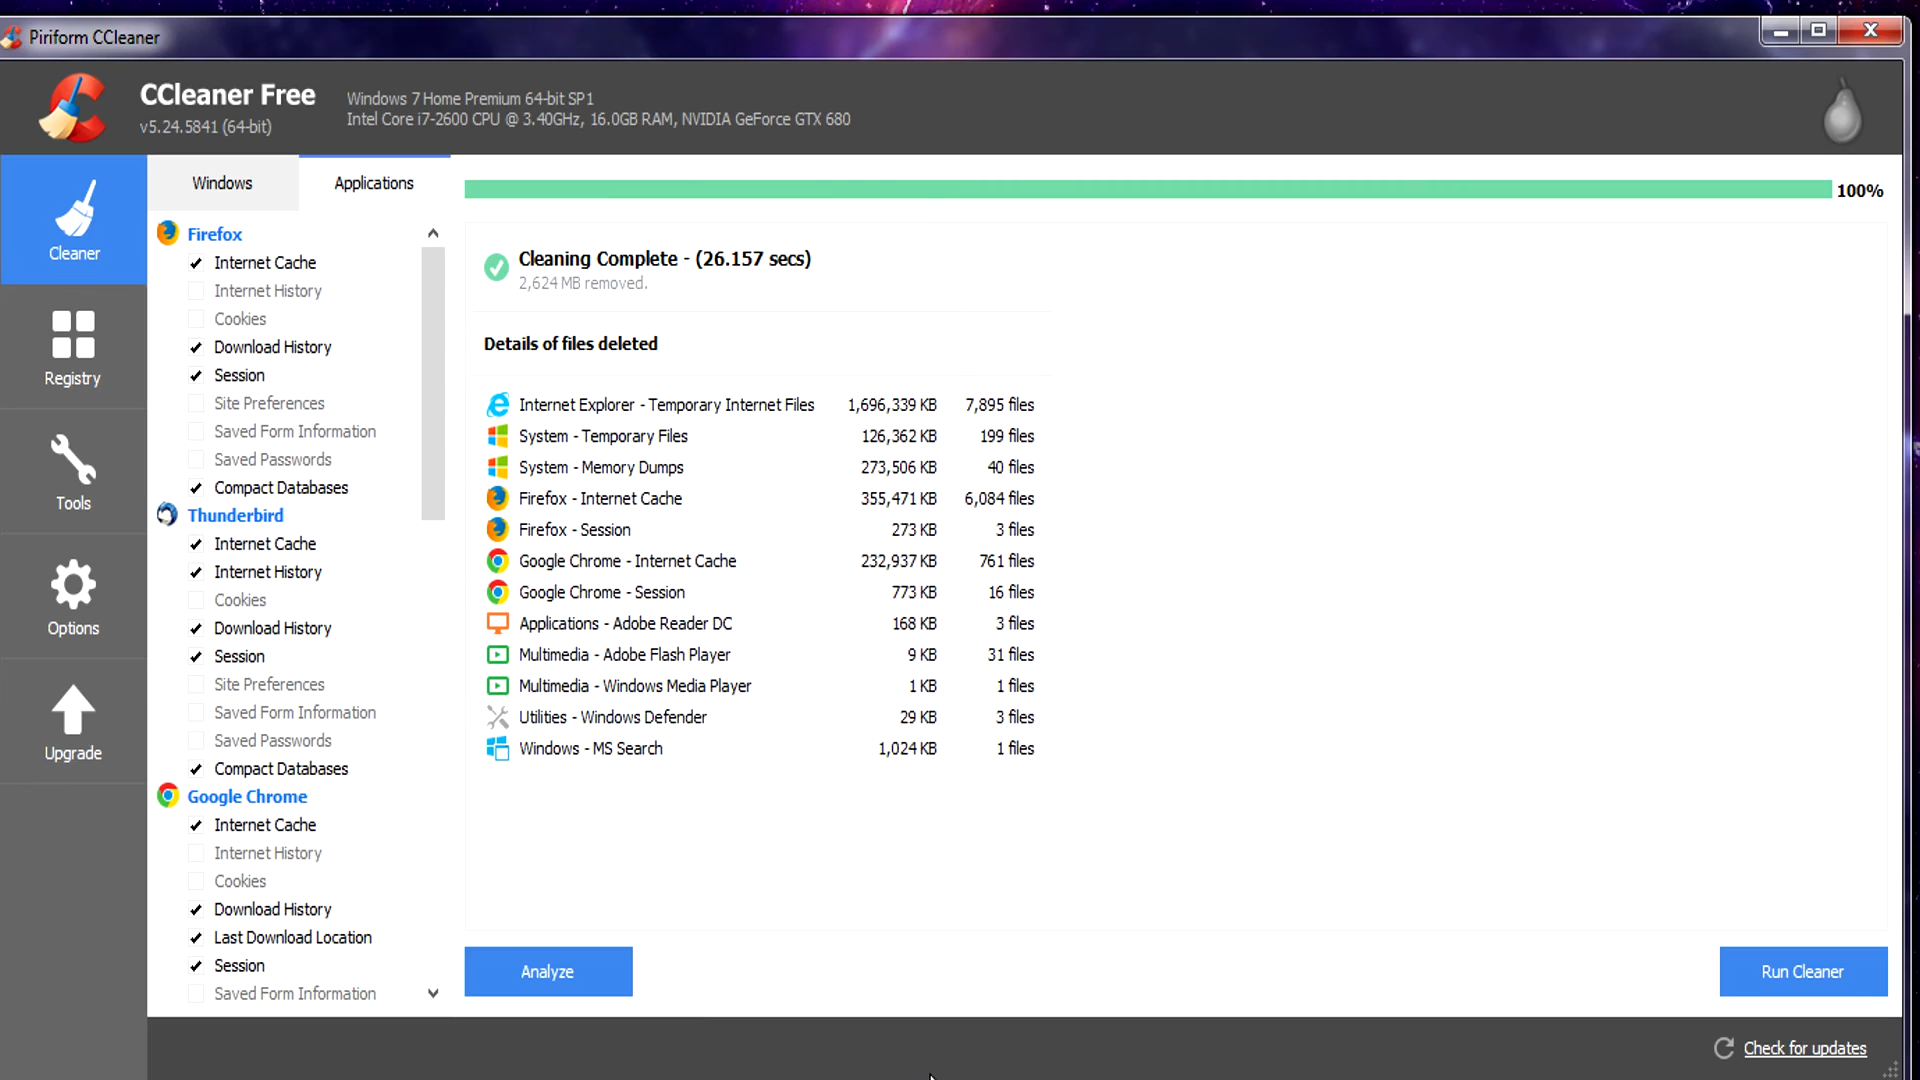 Piriform CCleaner
CCleaner Free
v5.24.5841 (64-bit)
Windows 7 Home Premium 64-bit SP1
Intel Core i7-2600 CPU @ 3.40GHz, 16.0GB RAM, NVIDIA GeForce GTX 680
Cleaner
Registry
Tools
Options
Upgrade
Windows
Applications
Firefox
Internet Cache
Internet History
Cookies
Download History
Session
Site Preferences
Saved Form Information
Saved Passwords
Compact Databases
Thunderbird
Internet Cache
Internet History
Cookies
Download History
Session
Site Preferences
Saved Form Information
Saved Passwords
Compact Databases
Google Chrome
Internet Cache
Internet History
Cookies
Download History
Last Download Location
Session
Saved Form Information
100%
Cleaning Complete - (26.157 secs)
2,624 MB removed.
Details of files deleted
Internet Explorer - Temporary Internet Files 1,696,339 KB 7,895 files
System - Temporary Files 126,362 KB 199 files
System - Memory Dumps 273,506 KB 40 files
Firefox - Internet Cache 355,471 KB 6,084 files
Firefox - Session 273 KB 3 files
Google Chrome - Internet Cache 232,937 KB 761 files
Google Chrome - Session 773 KB 16 files
Applications - Adobe Reader DC 168 KB 3 files
Multimedia - Adobe Flash Player 9 KB 31 files
Multimedia - Windows Media Player 1 KB 1 files
Utilities - Windows Defender 29 KB 3 files
Windows - MS Search 1,024 KB 1 files
Analyze
Run Cleaner
Check for updates